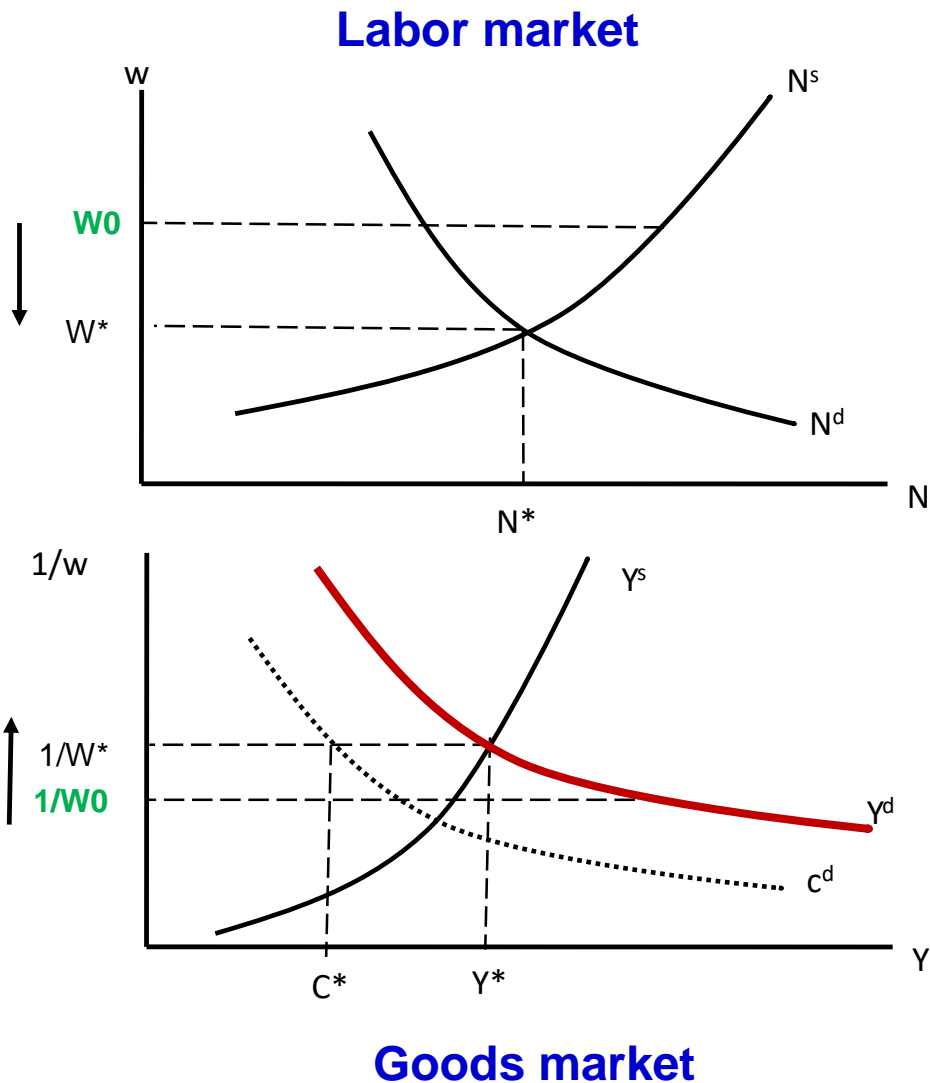 Labor market
w
Nˢ
W0
W*
Nᵈ
N
N*
1/w
Yˢ
1/W*
1/W0
Yᵈ
cᵈ
Y
C*
Y*
Goods market